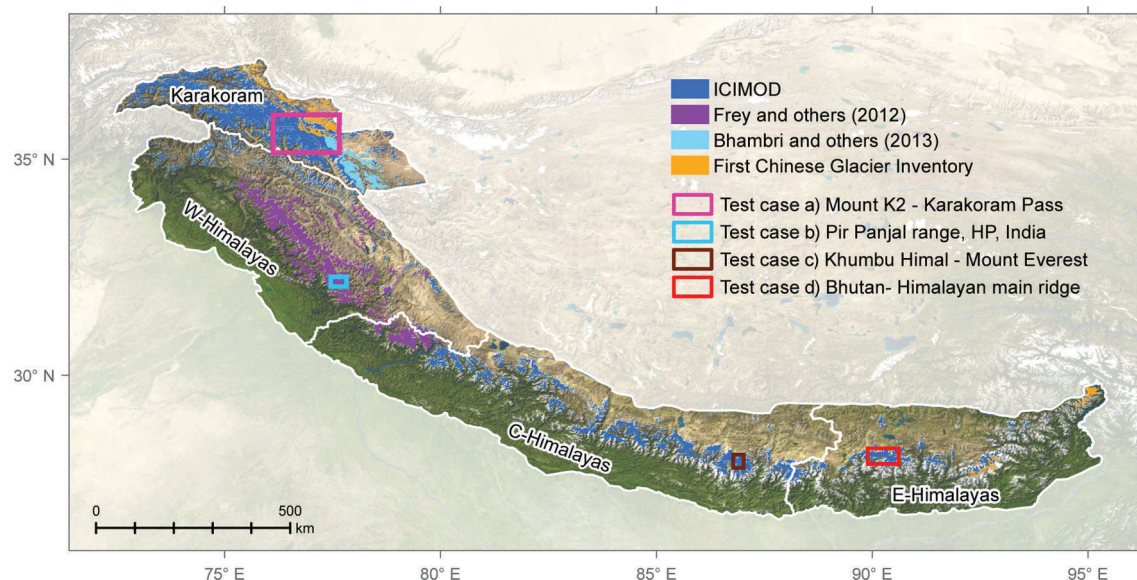 Karakoram
W-Himalayas
C-Himalayas
E-Himalayas
ICIMOD
Frey and others (2012)
Bhambri and others (2013)
First Chinese Glacier Inventory
Test case a) Mount K2 - Karakoram Pass
Test case b) Pir Panjal range, HP, India
Test case c) Khumbu Himal - Mount Everest
Test case d) Bhutan- Himalayan main ridge
35° N
30° N
0 500
km
75° E 80° E 85° E 90° E 95° E